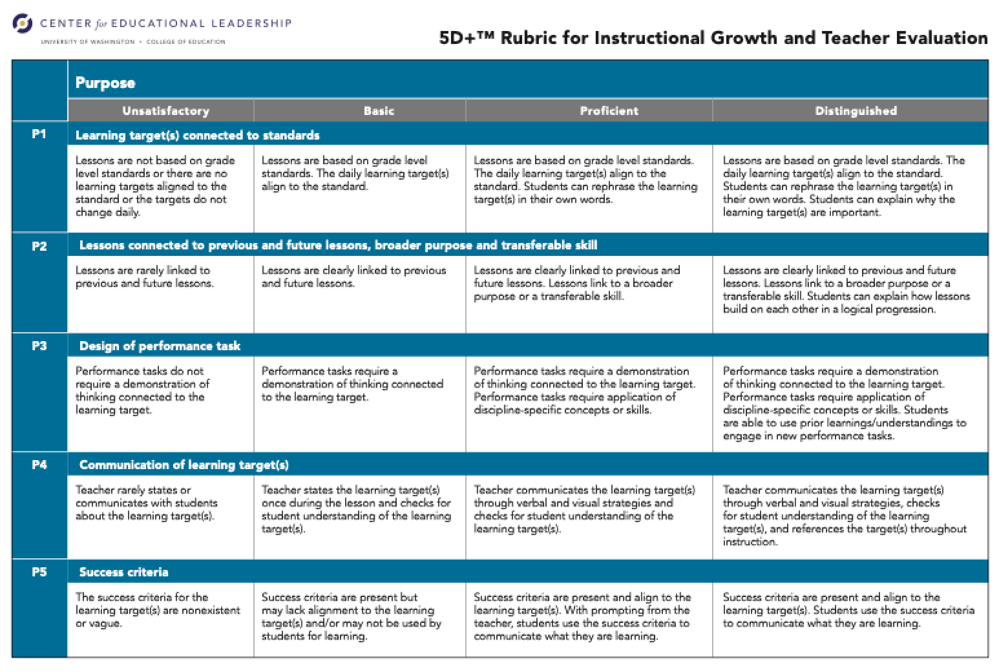 CENTER for EDUCATIONAL LEADERSHIP
UNIVERSITY OF WASHINGTON • COLLEGE OF EDUCATION
5D+™ Rubric for Instructional Growth and Teacher Evaluation
Purpose
Unsatisfactory
Basic
Proficient
Distinguished
P1
Learning target(s) connected to standards
Lessons are not based on grade
level standards or there are no
learning targets aligned to the
standard or the targets do not
change daily.
Lessons are based on grade level
standards. The daily learning target(s)
align to the standard.
Lessons are based on grade level standards.
The daily learning target(s) align to the
standard. Students can rephrase the learning
target(s) in their own words.
Lessons are based on grade level standards. The
daily learning target(s) align to the standard.
Students can rephrase the learning target(s) in
their own words. Students can explain why the
learning target(s) are important.
P2
Lessons connected to previous and future lessons, broader purpose and transferable skill
Lessons are rarely linked to
previous and future lessons.
Lessons are clearly linked to previous
and future lessons.
Lessons are clearly linked to previous and
future lessons. Lessons link to a broader
purpose or a transferable skill.
Lessons are clearly linked to previous and future
lessons. Lessons link to a broader purpose or a
transferable skill. Students can explain how lessons
build on each other in a logical progression.
P3
Design of performance task
Performance tasks do not
require a demonstration of
thinking connected to the
learning target.
Performance tasks require a
demonstration of thinking connected
to the learning target.
Performance tasks require a demonstration
of thinking connected to the learning target.
Performance tasks require application of
discipline-specific concepts or skills.
Performance tasks require a demonstration
of thinking connected to the learning target.
Performance tasks require application of
discipline-specific concepts or skills. Students
are able to use prior learnings/understandings to
engage in new performance tasks.
P4
Communication of learning target(s)
Teacher rarely states or
communicates with students
about the learning target(s).
Teacher states the learning target(s)
once during the lesson and checks for
student understanding of the learning
target(s).
Teacher communicates the learning target(s)
through verbal and visual strategies and
checks for student understanding of the
learning target(s).
Teacher communicates the learning target(s)
through verbal and visual strategies, checks
for student understanding of the learning
target(s), and references the target(s) throughout
instruction.
P5
Success criteria
The success criteria for the
learning target(s) are nonexistent
or vague.
Success criteria are present but
may lack alignment to the learning
target(s) and/or may not be used by
students for learning.
Success criteria are present and align to the
learning target(s). With prompting from the
teacher, students use the success criteria to
communicate what they are learning.
Success criteria are present and align to the
learning target(s). Students use the success criteria
to communicate what they are learning.